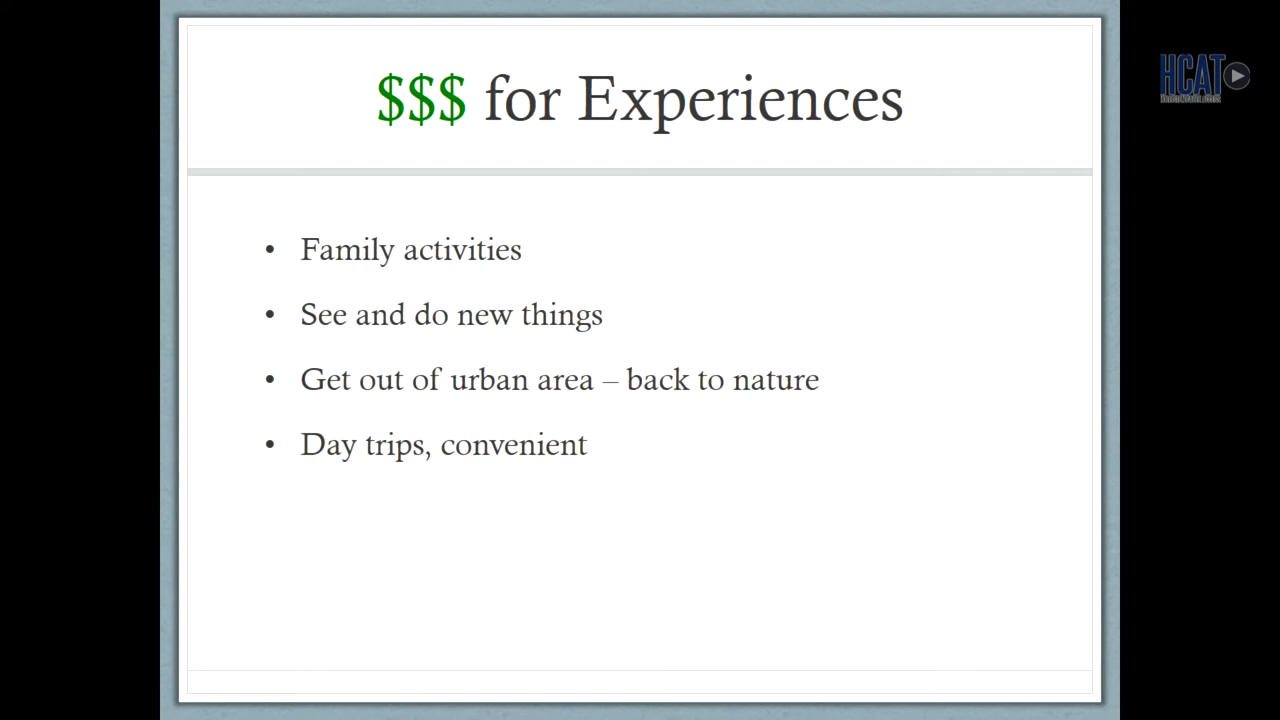 $$$ for Experiences
HCAT
• Family activities
• See and do new things
• Get out of urban area – back to nature
• Day trips, convenient